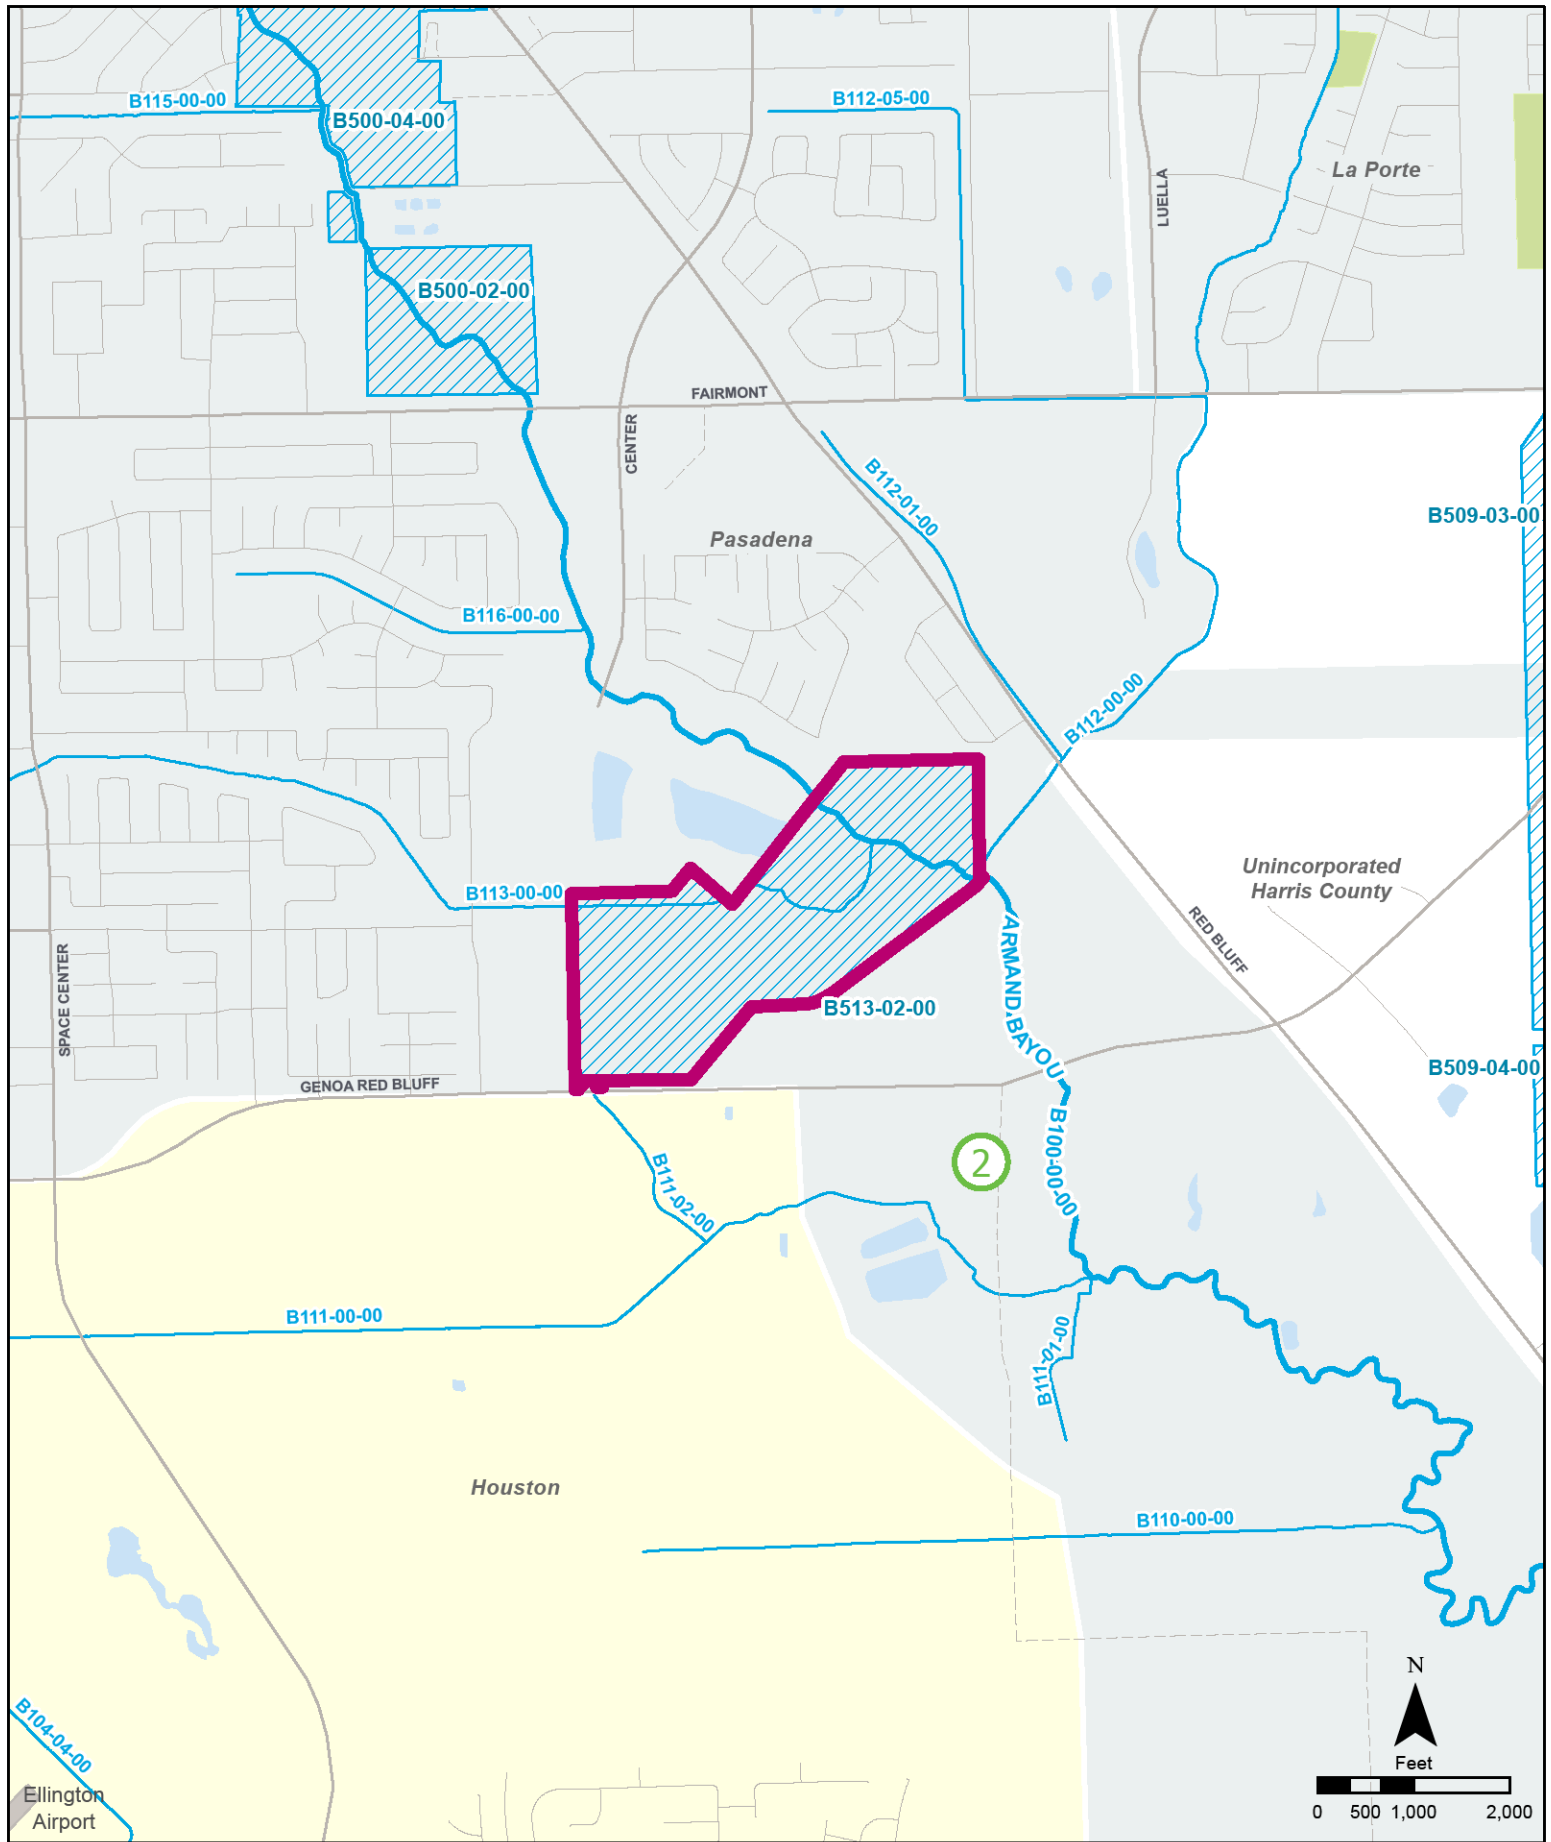 B115-00-00
B500-04-00
B112-05-00
La Porte
LUELLA
B500-02-00
FAIRMONT
CENTER
B112-01-00
B509-03-00
Pasadena
B116-00-00
B112-00-00
Unincorporated
Harris County
B113-00-00
RED BLUFF
ARMAND BAYOU
SPACE CENTER
B513-02-00
B509-04-00
GENOA RED BLUFF
2
B100-00-00
B111-02-00
B111-00-00
B111-01-00
Houston
B110-00-00
N
B104-04-00
Feet
Ellington
Airport
0 500 1,000 2,000